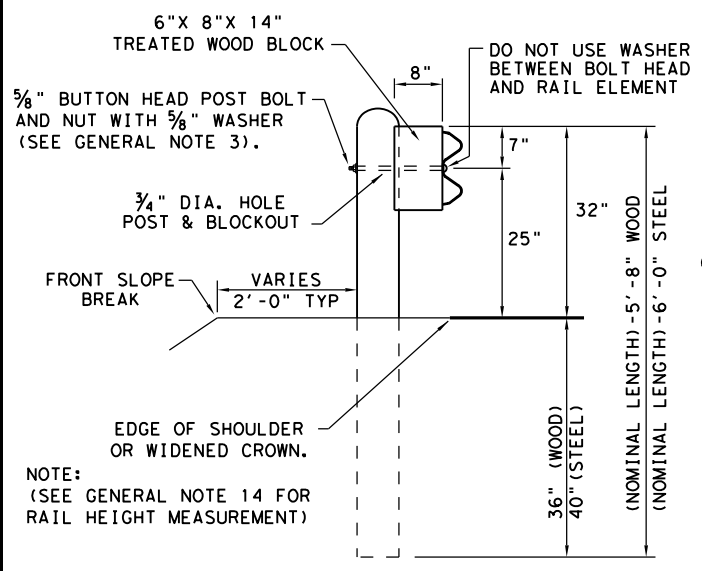 6"X 8"X 14"
TREATED WOOD BLOCK
8"
DO NOT USE WASHER
BETWEEN BOLT HEAD
AND RAIL ELEMENT
⅝" BUTTON HEAD POST BOLT
AND NUT WITH ⅝" WASHER
(SEE GENERAL NOTE 3).
7"
¾" DIA. HOLE
POST & BLOCKOUT
32"
25"
FRONT SLOPE
BREAK
VARIES
2'-0" TYP
(NOMINAL LENGTH)-5'-8" WOOD
(NOMINAL LENGTH)-6'-0" STEEL
EDGE OF SHOULDER
OR WIDENED CROWN.
36" (WOOD)
40" (STEEL)
NOTE:
(SEE GENERAL NOTE 14 FOR
RAIL HEIGHT MEASUREMENT)